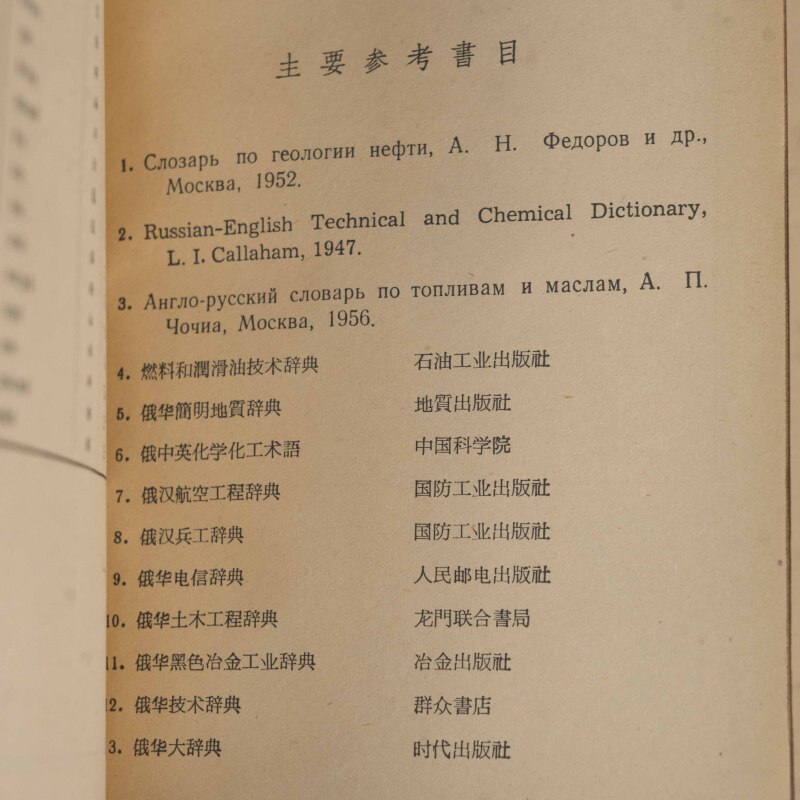 主要参考書目
1. Слозарь по геологии нефти, А. Н. Федоров и др.,
Москва, 1952.
2. Russian-English Technical and Chemical Dictionary,
L. I. Callaham, 1947.
3. Англо-русский словарь по топливам и маслам, А. П.
Чочиа, Москва, 1956.
4. 燃料和潤滑油技术辞典 石油工业出版社
5. 俄华簡明地質辞典 地質出版社
6. 俄中英化学化工术語 中国科学院
7. 俄汉航空工程辞典 国防工业出版社
8. 俄汉兵工辞典 国防工业出版社
9. 俄华电信辞典 人民邮电出版社
10. 俄华土木工程辞典 龙門联合書局
11. 俄华黑色冶金工业辞典 冶金出版社
12. 俄华技术辞典 群众書店
3. 俄华大辞典 时代出版社